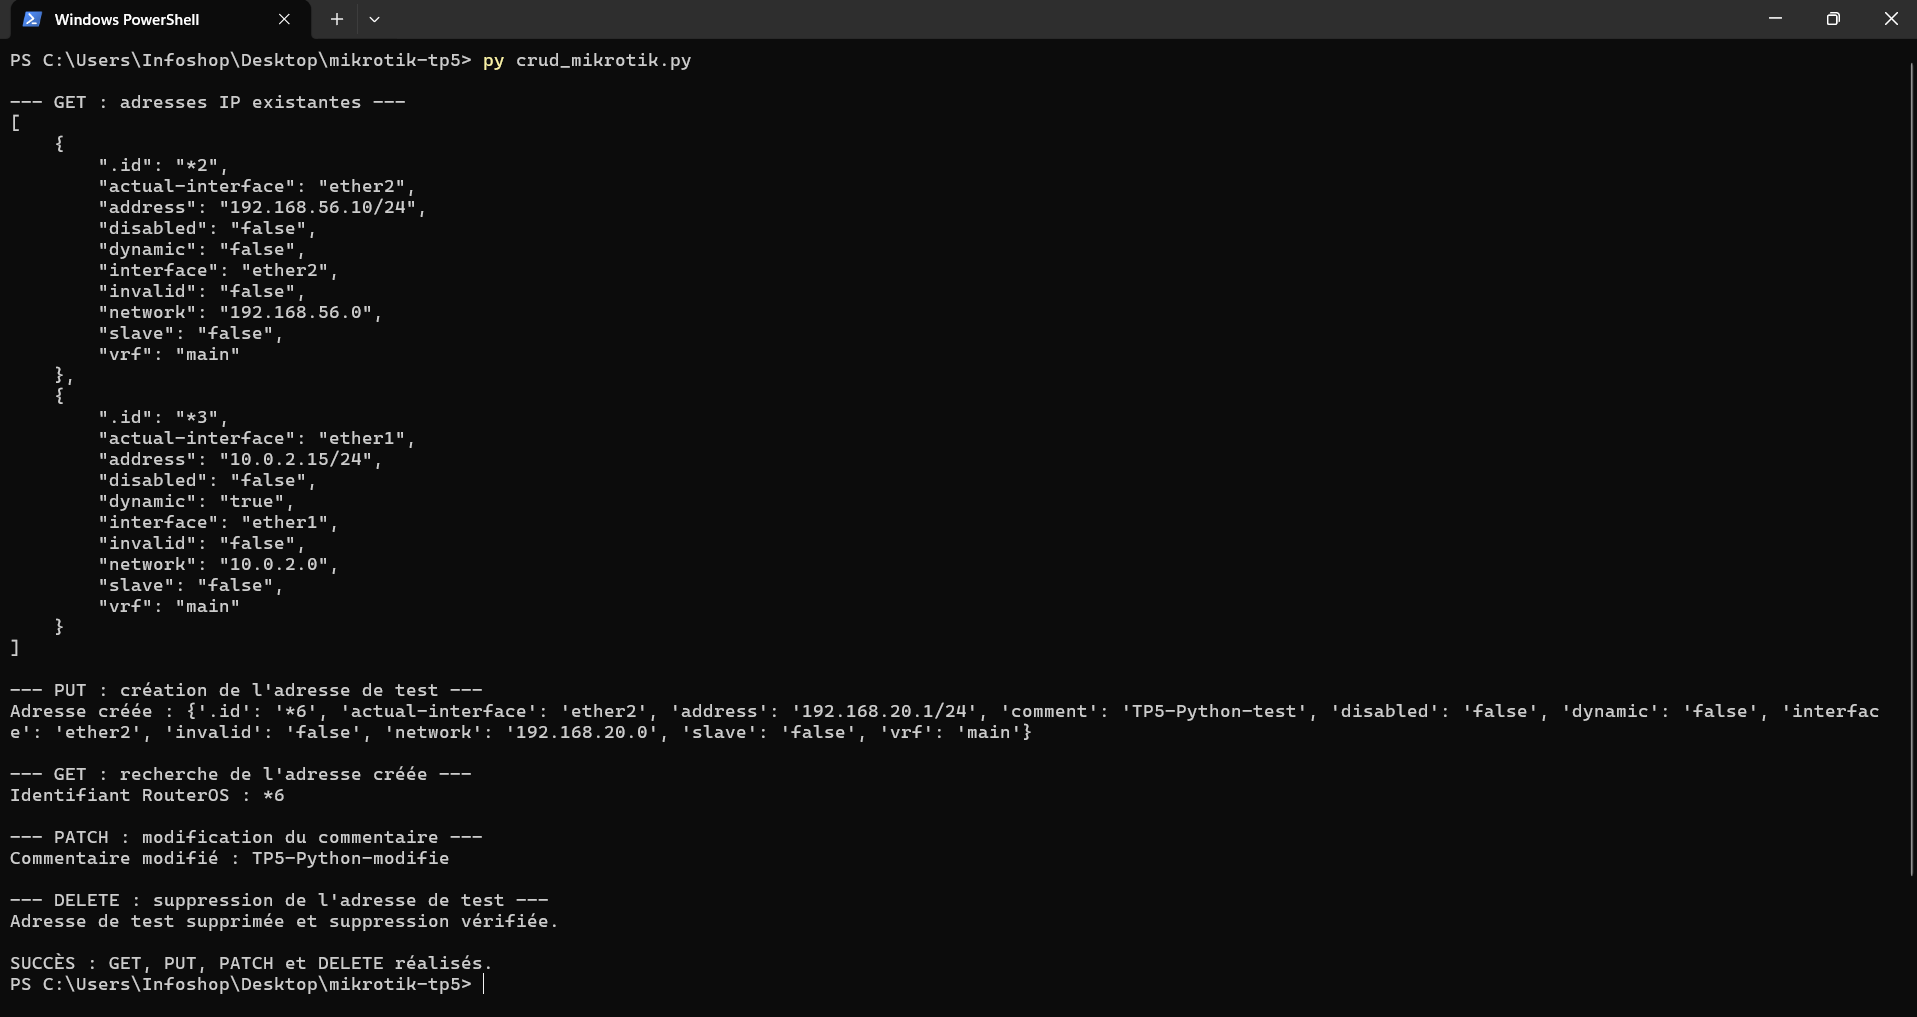 Windows PowerShell
PS C:\Users\Infoshop\Desktop\mikrotik-tp5> py crud_mikrotik.py
--- GET : adresses IP existantes ---
[
    {
        ".id": "*2",
        "actual-interface": "ether2",
        "address": "192.168.56.10/24",
        "disabled": "false",
        "dynamic": "false",
        "interface": "ether2",
        "invalid": "false",
        "network": "192.168.56.0",
        "slave": "false",
        "vrf": "main"
    },
    {
        ".id": "*3",
        "actual-interface": "ether1",
        "address": "10.0.2.15/24",
        "disabled": "false",
        "dynamic": "true",
        "interface": "ether1",
        "invalid": "false",
        "network": "10.0.2.0",
        "slave": "false",
        "vrf": "main"
    }
]
--- PUT : création de l'adresse de test ---
Adresse créée : {'.id': '*6', 'actual-interface': 'ether2', 'address': '192.168.20.1/24', 'comment': 'TP5-Python-test', 'disabled': 'false', 'dynamic': 'false', 'interfac
e': 'ether2', 'invalid': 'false', 'network': '192.168.20.0', 'slave': 'false', 'vrf': 'main'}
--- GET : recherche de l'adresse créée ---
Identifiant RouterOS : *6
--- PATCH : modification du commentaire ---
Commentaire modifié : TP5-Python-modifie
--- DELETE : suppression de l'adresse de test ---
Adresse de test supprimée et suppression vérifiée.
SUCCÈS : GET, PUT, PATCH et DELETE réalisés.
PS C:\Users\Infoshop\Desktop\mikrotik-tp5>